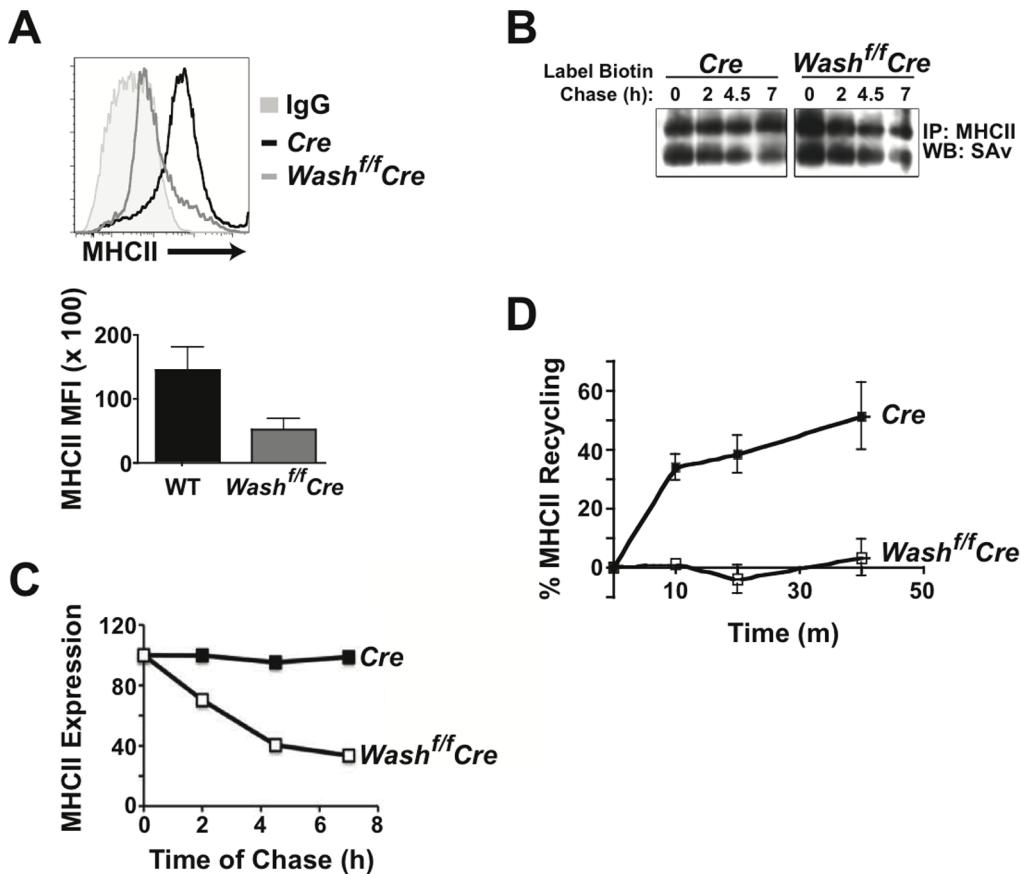 A
IgG
Cre
Wash^f/f Cre
MHCII
MHCII MFI (x 100)
200
100
0
WT
Wash^f/f Cre
B
Label Biotin
Cre
Wash^f/f Cre
Chase (h): 0 2 4.5 7 0 2 4.5 7
IP: MHCII
WB: SAv
C
MHCII Expression
120
80
40
0
0 2 4 6 8
Time of Chase (h)
Cre
Wash^f/f Cre
D
% MHCII Recycling
60
40
20
0
10 30 50
Time (m)
Cre
Wash^f/f Cre